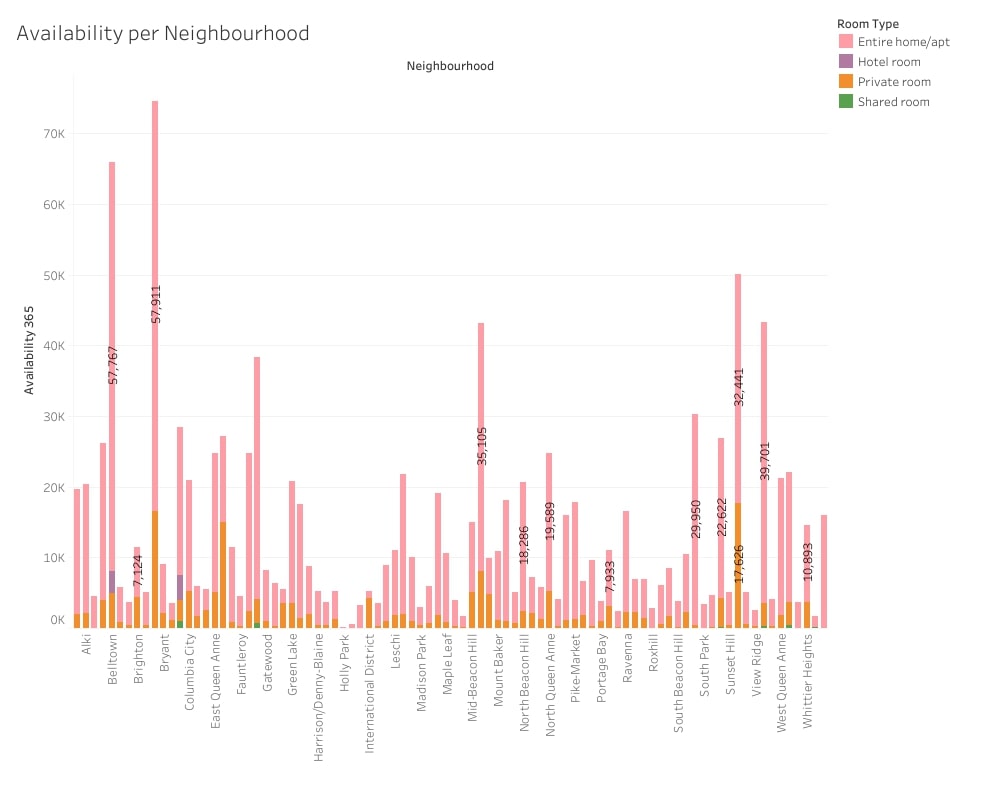 Availability per Neighbourhood
Room Type
Entire home/apt
Hotel room
Private room
Shared room
Neighbourhood
Availability 365
70K
60K
50K
40K
30K
20K
10K
0K
57,767
7,124
57,911
35,105
18,286
19,589
7,933
29,950
22,622
32,441
17,626
39,701
10,893
Alki
Belltown
Brighton
Bryant
Columbia City
East Queen Anne
Fauntleroy
Gatewood
Green Lake
Harrison/Denny-Blaine
Holly Park
International District
Leschi
Madison Park
Maple Leaf
Mid-Beacon Hill
Mount Baker
North Beacon Hill
North Queen Anne
Pike-Market
Portage Bay
Ravenna
Roxhill
South Beacon Hill
South Park
Sunset Hill
View Ridge
West Queen Anne
Whittier Heights